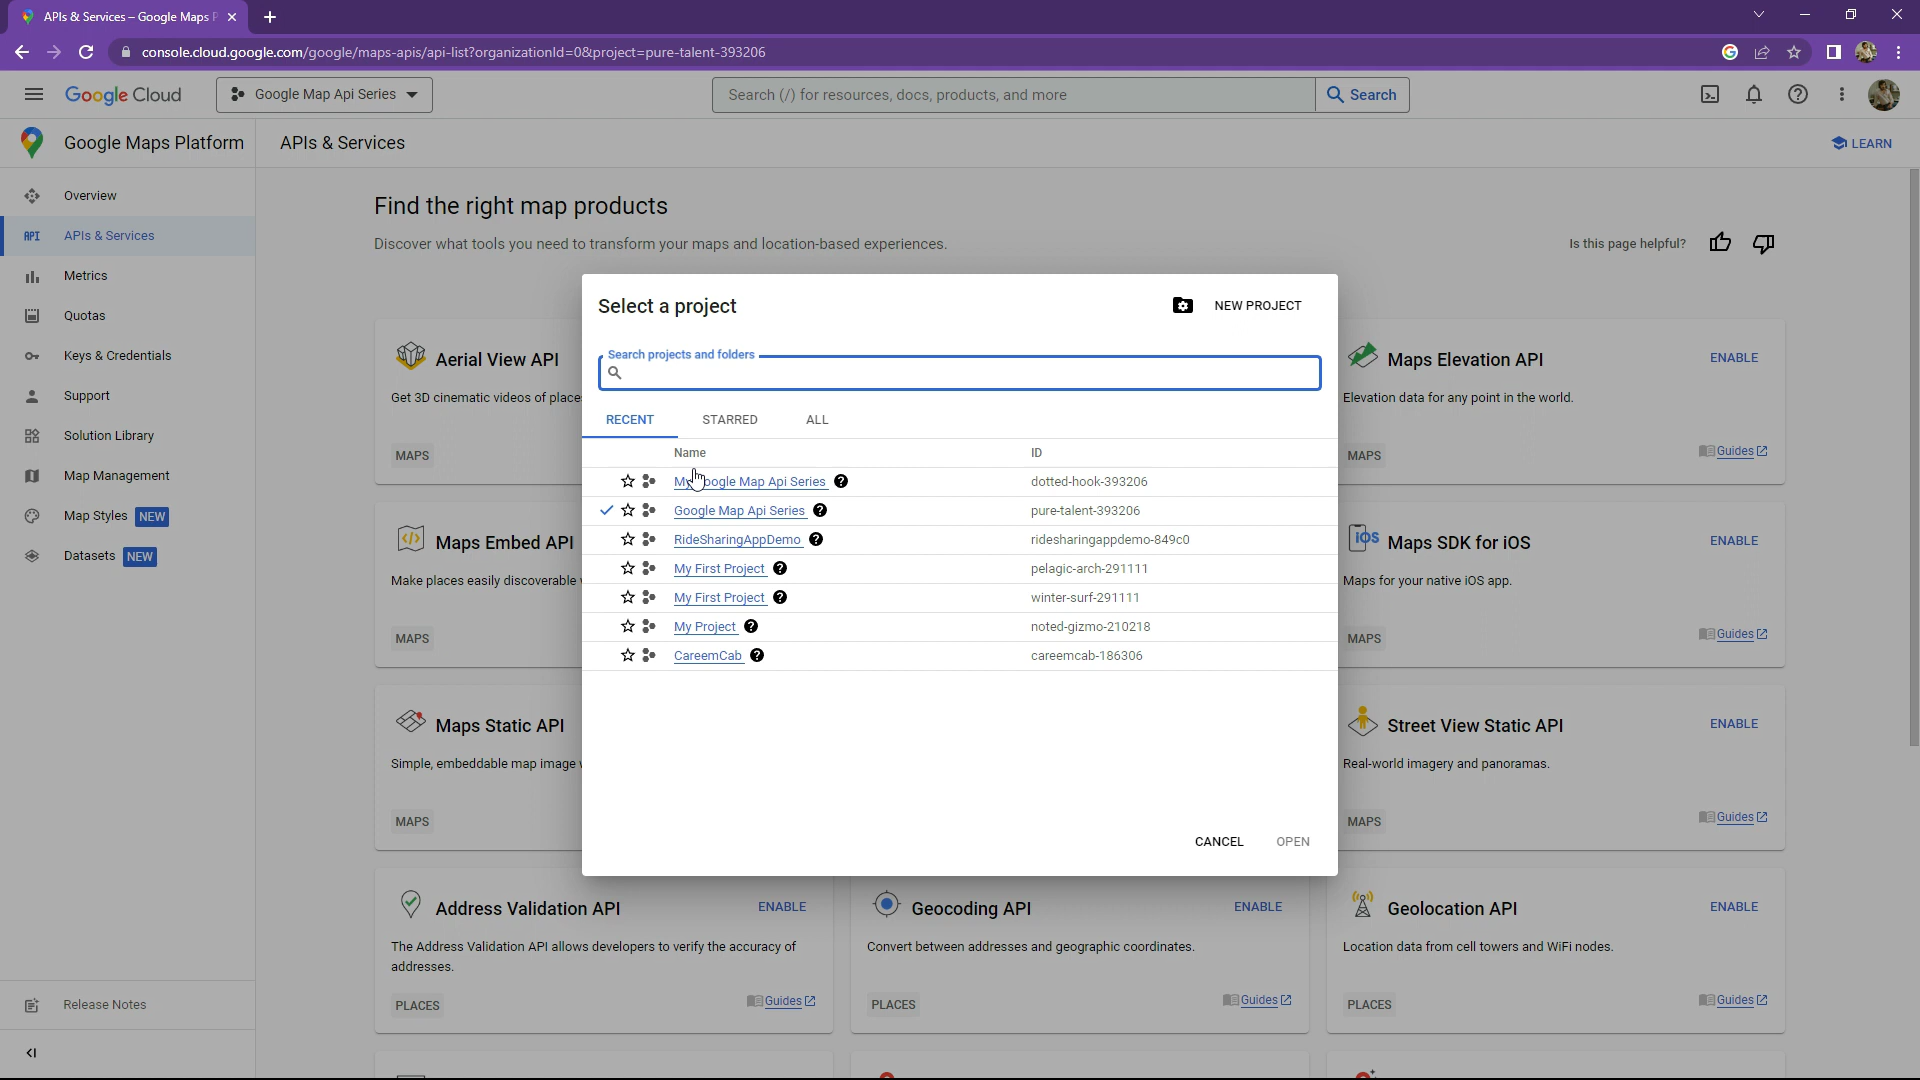 APIs & Services – Google Maps P
console.cloud.google.com/google/maps-apis/api-list?organizationId=0&project=pure-talent-393206
Google Cloud
Google Map Api Series
Search (/) for resources, docs, products, and more
Search
Google Maps Platform
APIs & Services
LEARN
Overview
API APIs & Services
Metrics
Quotas
Keys & Credentials
Support
Solution Library
Map Management
Map Styles NEW
Datasets NEW
Release Notes
Find the right map products
Discover what tools you need to transform your maps and location-based experiences.
Is this page helpful?
Select a project
NEW PROJECT
Search projects and folders
RECENT STARRED ALL
Name ID
My Google Map Api Series dotted-hook-393206
Google Map Api Series pure-talent-393206
RideSharingAppDemo ridesharingappdemo-849c0
My First Project pelagic-arch-291111
My First Project winter-surf-291111
My Project noted-gizmo-210218
CareemCab careemcab-186306
CANCEL OPEN
Aerial View API
Get 3D cinematic videos of place
MAPS
Maps Elevation API ENABLE
Elevation data for any point in the world.
MAPS Guides
Maps Embed API
Make places easily discoverable
MAPS
iOS Maps SDK for iOS ENABLE
Maps for your native iOS app.
MAPS Guides
Maps Static API
Simple, embeddable map image
MAPS
Street View Static API ENABLE
Real-world imagery and panoramas.
MAPS Guides
Address Validation API ENABLE
The Address Validation API allows developers to verify the accuracy of
addresses.
PLACES Guides
Geocoding API ENABLE
Convert between addresses and geographic coordinates.
PLACES Guides
Geolocation API ENABLE
Location data from cell towers and WiFi nodes.
PLACES Guides